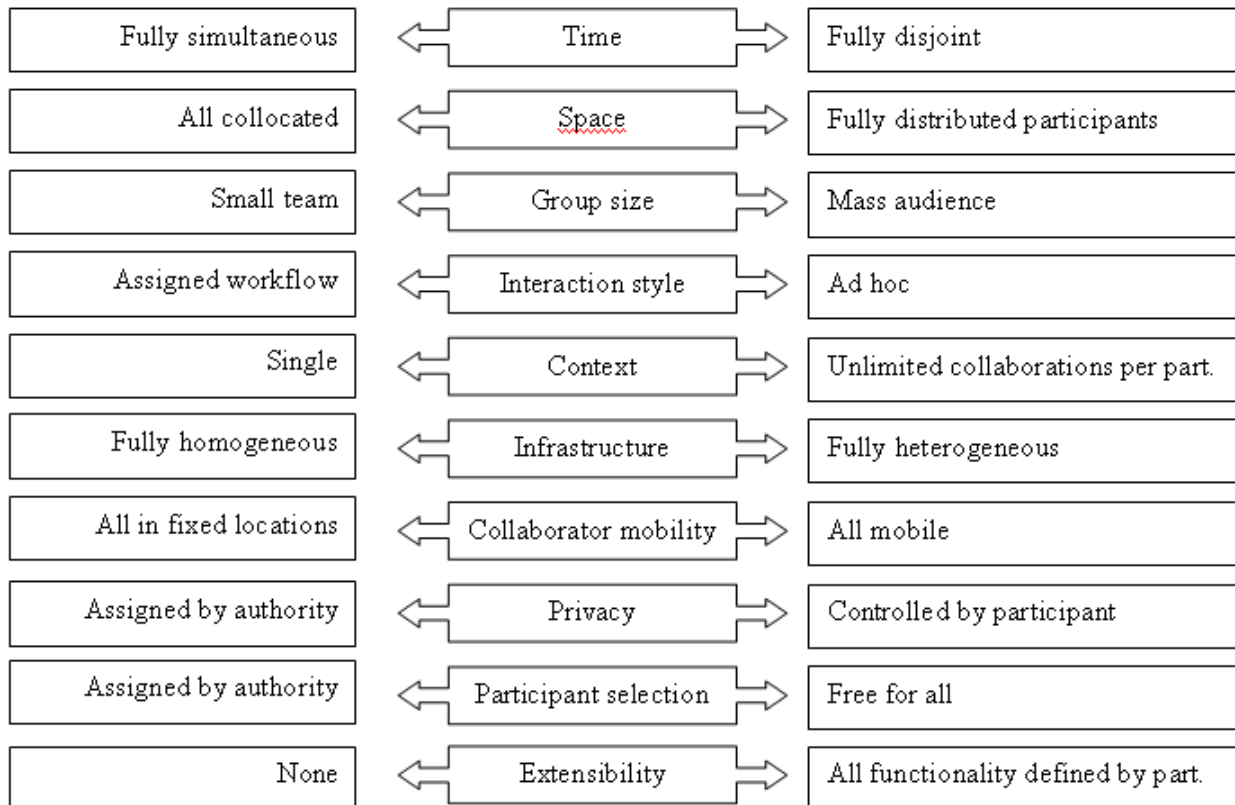 Fully simultaneous Time Fully disjoint
All collocated Space Fully distributed participants
Small team Group size Mass audience
Assigned workflow Interaction style Ad hoc
Single Context Unlimited collaborations per part.
Fully homogeneous Infrastructure Fully heterogeneous
All in fixed locations Collaborator mobility All mobile
Assigned by authority Privacy Controlled by participant
Assigned by authority Participant selection Free for all
None Extensibility All functionality defined by part.